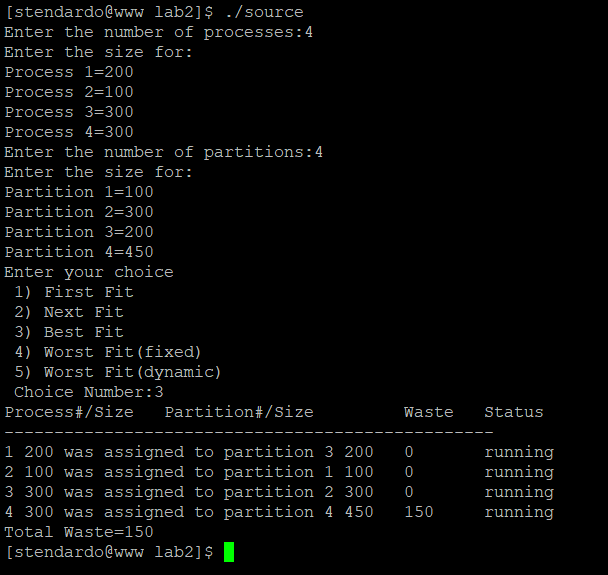 [stendardo@www lab2]$ ./source
Enter the number of processes:4
Enter the size for:
Process 1=200
Process 2=100
Process 3=300
Process 4=300
Enter the number of partitions:4
Enter the size for:
Partition 1=100
Partition 2=300
Partition 3=200
Partition 4=450
Enter your choice
 1) First Fit
 2) Next Fit
 3) Best Fit
 4) Worst Fit(fixed)
 5) Worst Fit(dynamic)
 Choice Number:3
Process#/Size   Partition#/Size         Waste   Status
-------------------------------------------------
1 200 was assigned to partition 3 200   0       running
2 100 was assigned to partition 1 100   0       running
3 300 was assigned to partition 2 300   0       running
4 300 was assigned to partition 4 450   150     running
Total Waste=150
[stendardo@www lab2]$